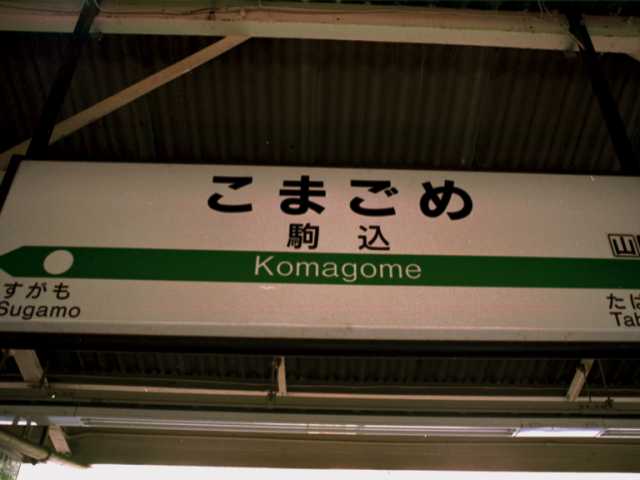 こまごめ
駒込
山
Komagome
すがも
Sugamo
たば
Tab